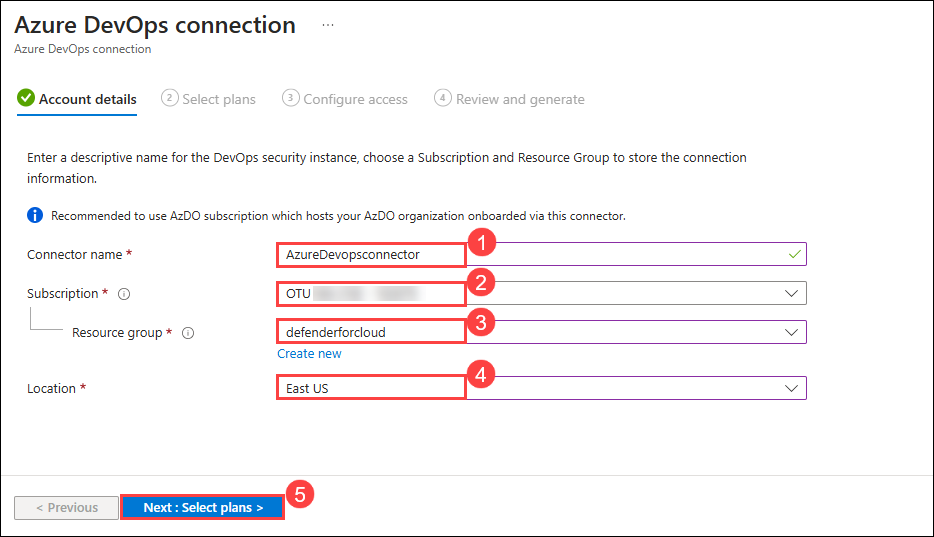 Azure DevOps connection ...
Azure DevOps connection
Account details 2 Select plans 3 Configure access 4 Review and generate
Enter a descriptive name for the DevOps security instance, choose a Subscription and Resource Group to store the connection
information.
Recommended to use AzDO subscription which hosts your AzDO organization onboarded via this connector.
Connector name * AzureDevopsconnector 1
Subscription * OTU 2
Resource group * defenderforcloud 3
Create new
Location * East US 4
< Previous Next : Select plans > 5